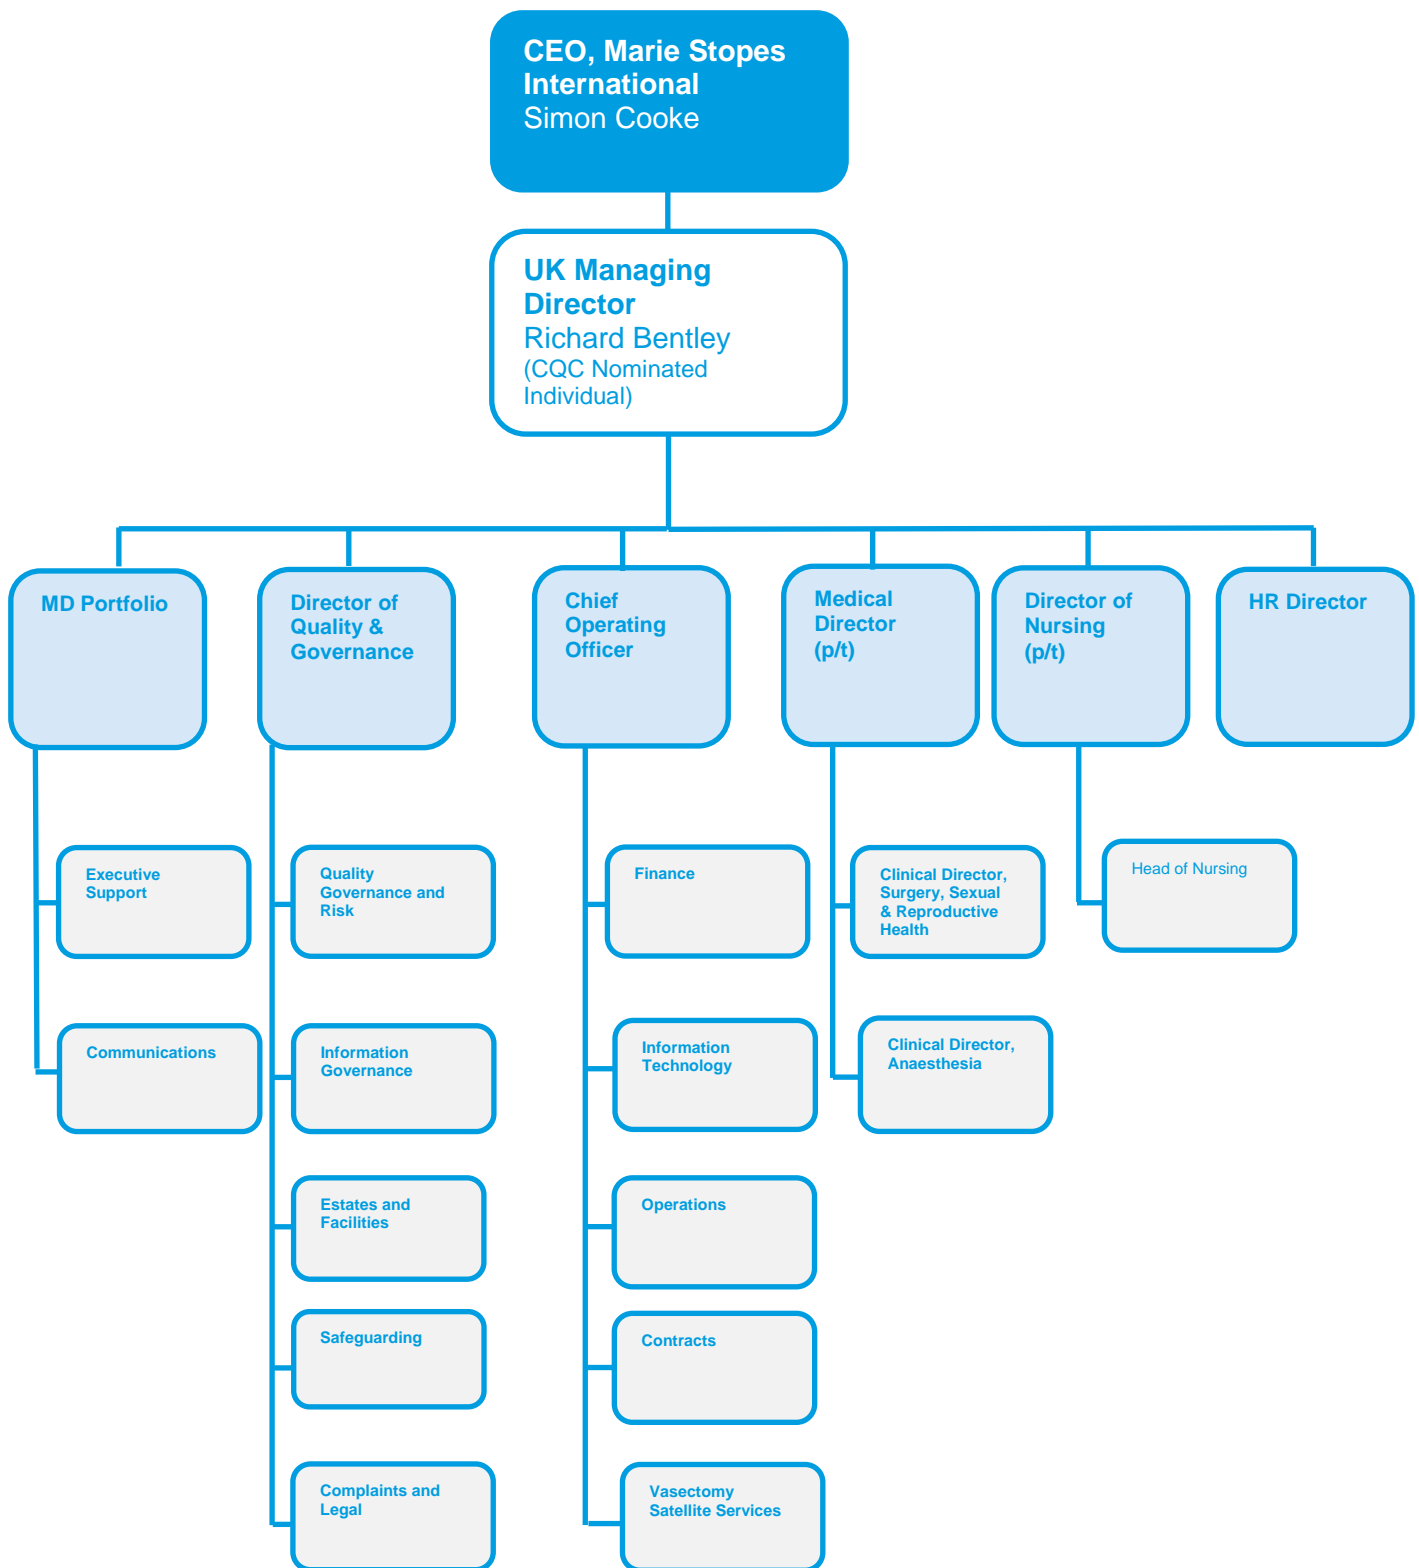 CEO, Marie Stopes
International
Simon Cooke
UK Managing
Director
Richard Bentley
(CQC Nominated
Individual)
MD Portfolio
Director of
Quality &
Governance
Chief
Operating
Officer
Medical
Director
(p/t)
Director of
Nursing
(p/t)
HR Director
Executive
Support
Quality
Governance and
Risk
Finance
Clinical Director,
Surgery, Sexual
& Reproductive
Health
Head of Nursing
Communications
Information
Governance
Information
Technology
Clinical Director,
Anaesthesia
Estates and
Facilities
Operations
Safeguarding
Contracts
Complaints and
Legal
Vasectomy
Satellite Services